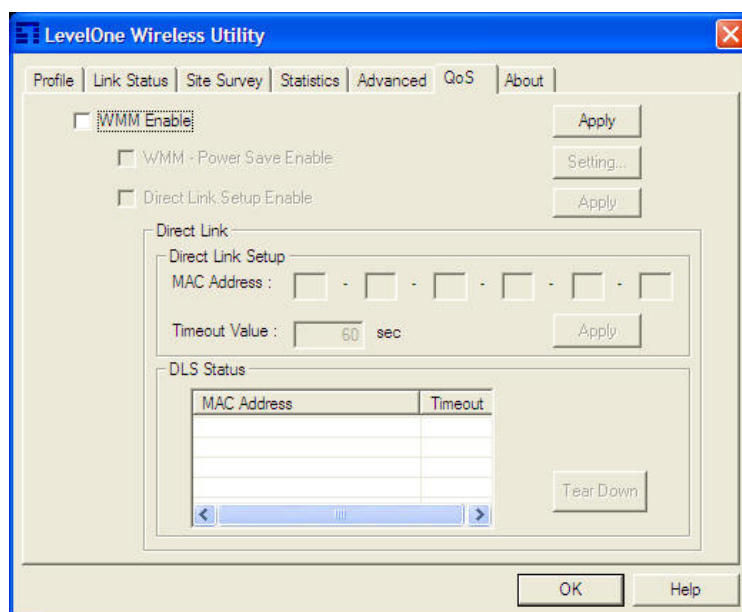 LevelOne Wireless Utility
Profile Link Status Site Survey Statistics Advanced QoS About
WMM Enable Apply
WMM - Power Save Enable Setting...
Direct Link Setup Enable Apply
Direct Link
Direct Link Setup
MAC Address : - - - - -
Timeout Value : 60 sec Apply
DLS Status
MAC Address Timeout
Tear Down
OK Help